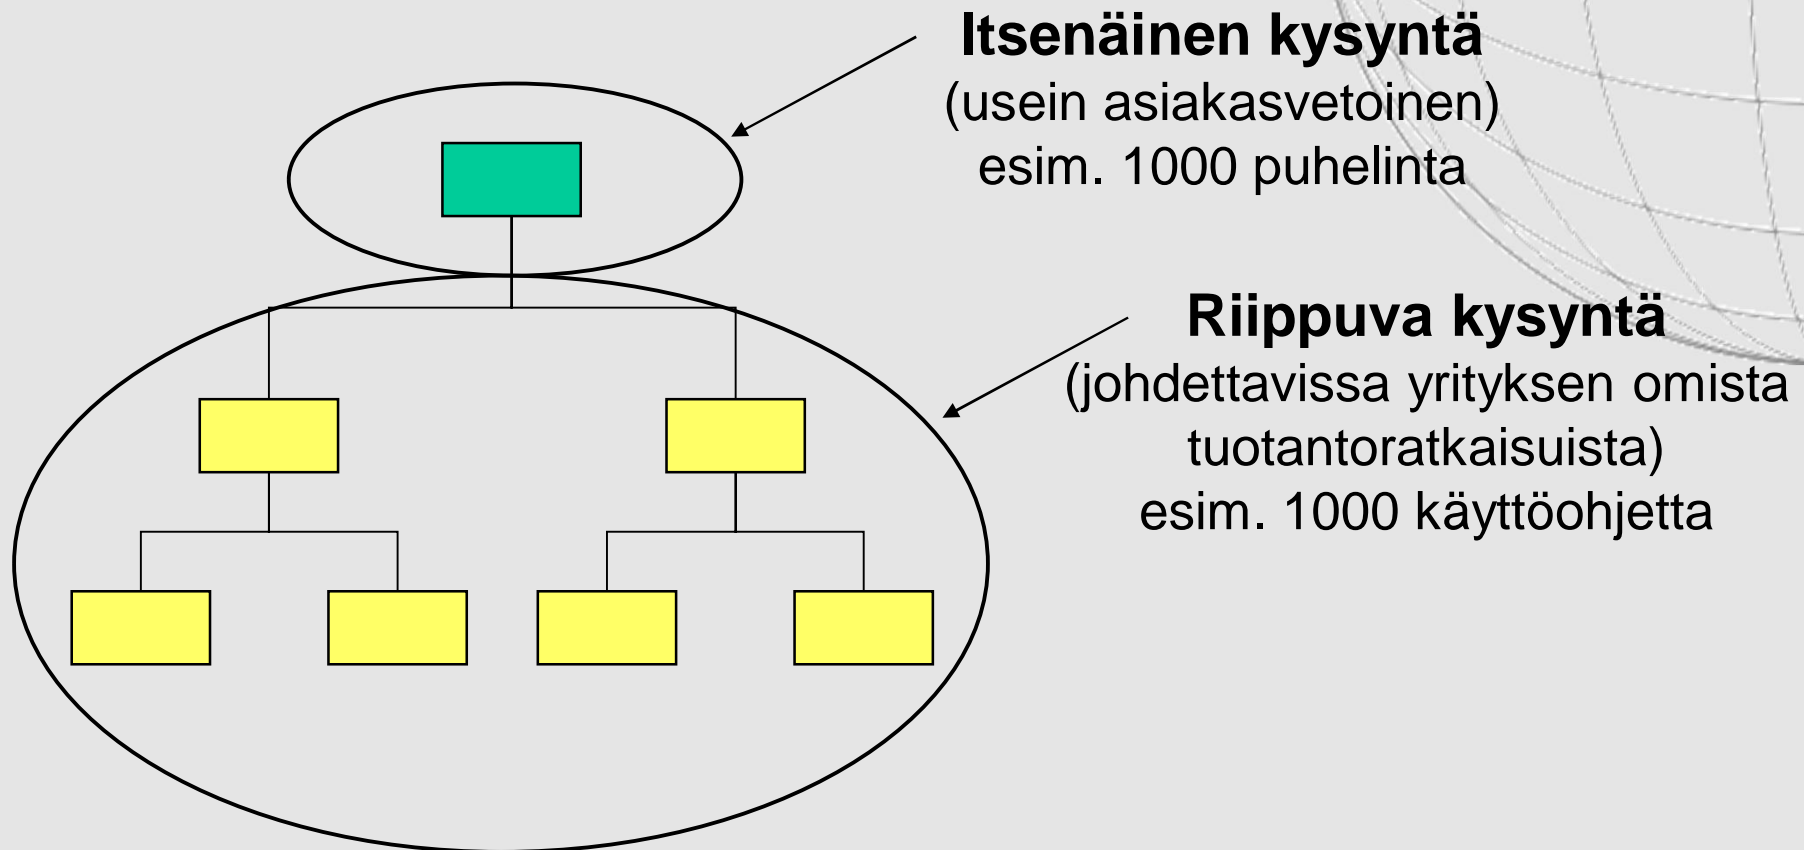 Itsenäinen kysyntä
(usein asiakasvetoinen)
esim. 1000 puhelinta
Riippuva kysyntä
(johdettavissa yrityksen omista
tuotantoratkaisuista)
esim. 1000 käyttöohjetta